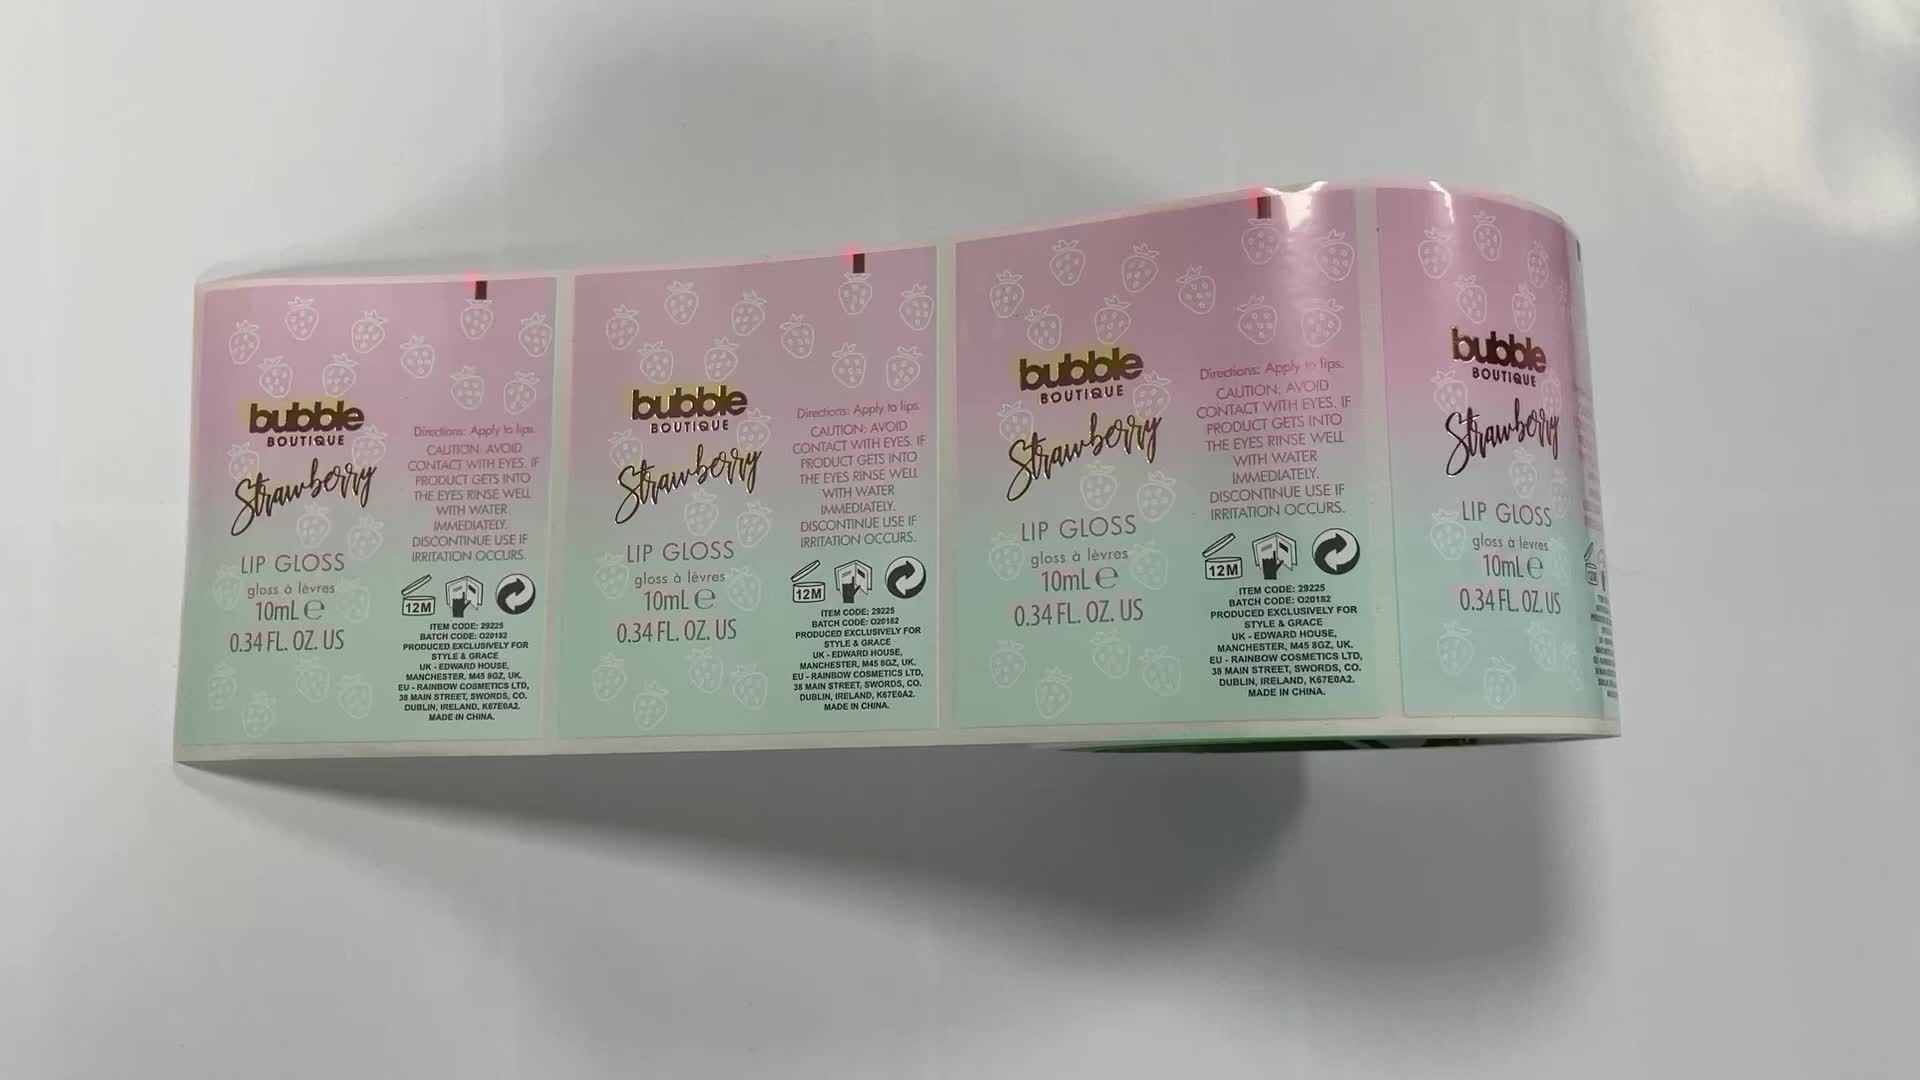 bubble
BOUTIQUE
Strawberry
LIP GLOSS
gloss à lèvres
10mL ℮
0.34 FL. OZ. US
Directions: Apply to lips.
CAUTION: AVOID
CONTACT WITH EYES. IF
PRODUCT GETS INTO
THE EYES RINSE WELL
WITH WATER
IMMEDIATELY.
DISCONTINUE USE IF
IRRITATION OCCURS.
12M
ITEM CODE: 29225
BATCH CODE: O20182
PRODUCED EXCLUSIVELY FOR
STYLE & GRACE
UK - EDWARD HOUSE,
MANCHESTER, M45 8GZ, UK.
EU - RAINBOW COSMETICS LTD,
38 MAIN STREET, SWORDS, CO.
DUBLIN, IRELAND, K67E0A2.
MADE IN CHINA.
bubble
BOUTIQUE
Strawberry
LIP GLOSS
gloss à lèvres
10mL ℮
0.34 FL. OZ. US
Directions: Apply to lips.
CAUTION: AVOID
CONTACT WITH EYES. IF
PRODUCT GETS INTO
THE EYES RINSE WELL
WITH WATER
IMMEDIATELY.
DISCONTINUE USE IF
IRRITATION OCCURS.
12M
ITEM CODE: 29225
BATCH CODE: O20182
PRODUCED EXCLUSIVELY FOR
STYLE & GRACE
UK - EDWARD HOUSE,
MANCHESTER, M45 8GZ, UK.
EU - RAINBOW COSMETICS LTD,
38 MAIN STREET, SWORDS, CO.
DUBLIN, IRELAND, K67E0A2.
MADE IN CHINA.
bubble
BOUTIQUE
Strawberry
LIP GLOSS
gloss à lèvres
10mL ℮
0.34 FL. OZ. US
Directions: Apply to lips.
CAUTION: AVOID
CONTACT WITH EYES. IF
PRODUCT GETS INTO
THE EYES RINSE WELL
WITH WATER
IMMEDIATELY.
DISCONTINUE USE IF
IRRITATION OCCURS.
12M
ITEM CODE: 29225
BATCH CODE: O20182
PRODUCED EXCLUSIVELY FOR
STYLE & GRACE
UK - EDWARD HOUSE,
MANCHESTER, M45 8GZ, UK.
EU - RAINBOW COSMETICS LTD,
38 MAIN STREET, SWORDS, CO.
DUBLIN, IRELAND, K67E0A2.
MADE IN CHINA.
bubble
BOUTIQUE
Strawberry
LIP GLOSS
gloss à lèvres
10mL ℮
0.34 FL. OZ. US
12M